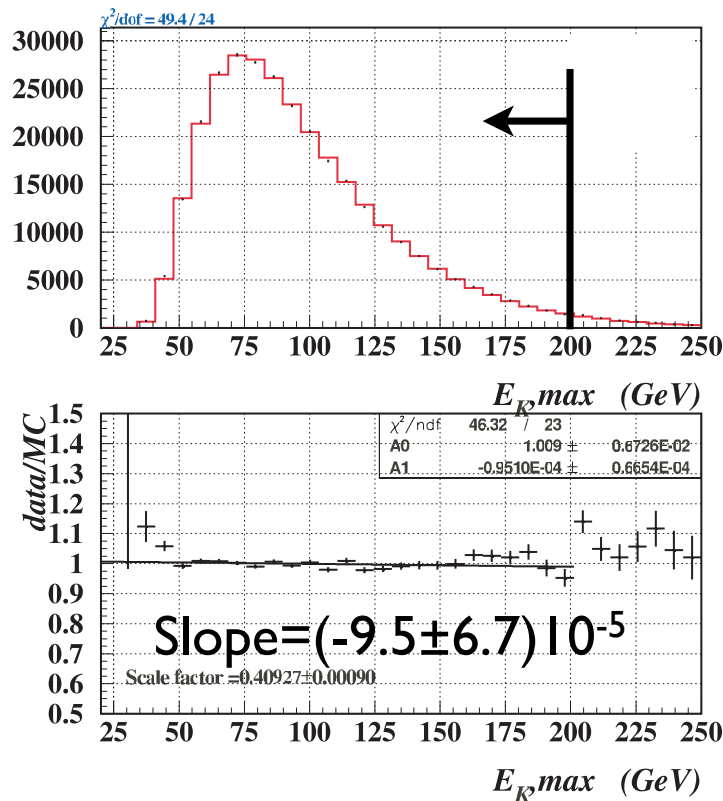 χ²/dof = 49.4 / 24
30000
25000
20000
15000
10000
5000
0
25 50 75 100 125 150 175 200 225 250
E_K,max (GeV)
data/MC
1.5
1.4
1.3
1.2
1.1
1
0.9
0.8
0.7
0.6
0.5
χ²/ndf 46.32 / 23
A0 1.009 ± 0.6726E-02
A1 -0.9510E-04 ± 0.6654E-04
Slope=(-9.5±6.7)10⁻⁵
Scale factor =0.40927±0.00090
25 50 75 100 125 150 175 200 225 250
E_K,max (GeV)